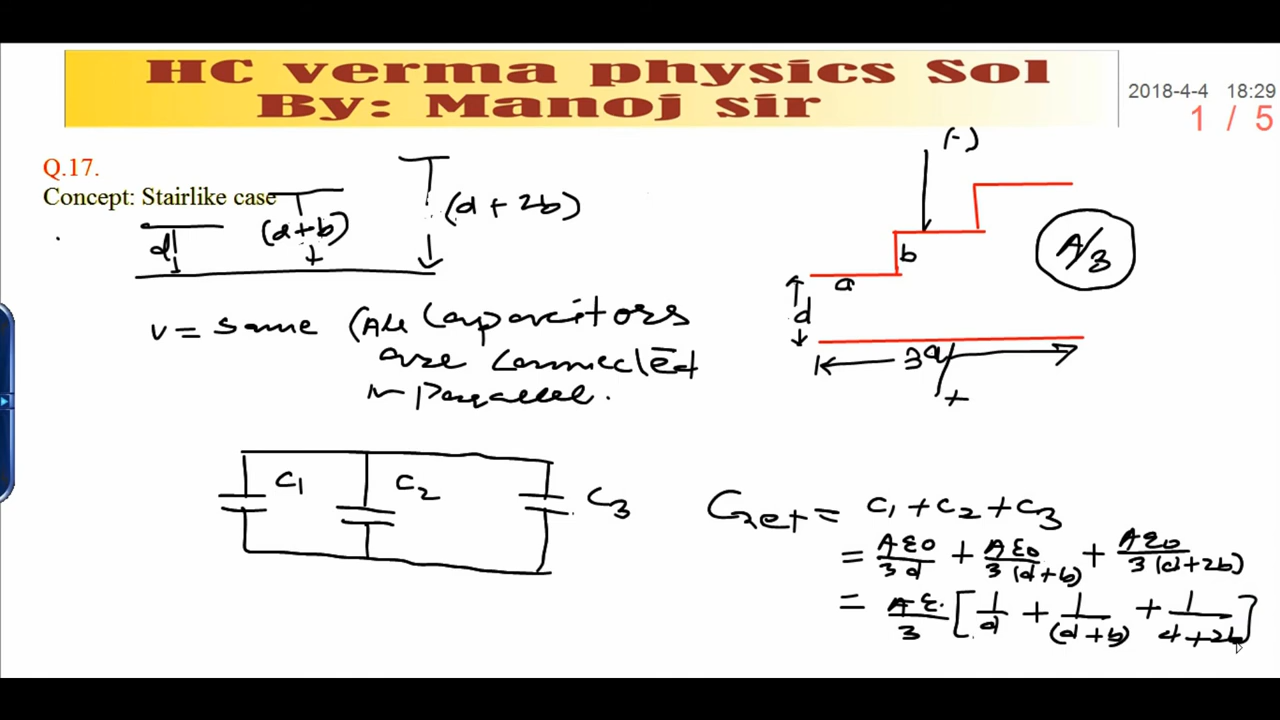 HC verma physics Sol
By: Manoj sir
2018-4-4 18:29
1 / 5
Q.17.
Concept: Stairlike case
d
(d+b)
(d + 2b)
(-)
b
a
d
A/3
3a
+
V = same (All Capacitors
are connected
in parallel.
C1
C2
C3
Cnet = C1 + C2 + C3
= Aε0/3d + Aε0/3(d+b) + Aε0/3(d+2b)
= Aε0/3 [1/d + 1/(d+b) + 1/d+2b]